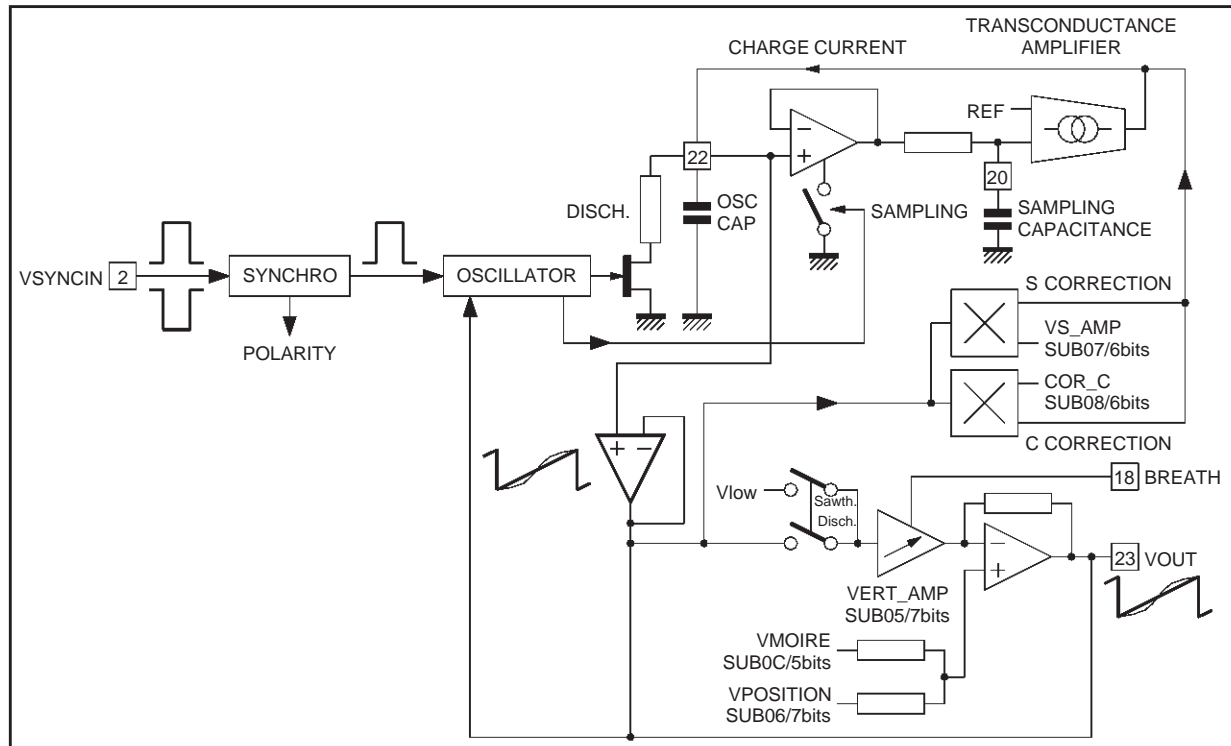 TRANSCONDUCTANCE
AMPLIFIER
CHARGE CURRENT
REF
22
20
DISCH.
OSC
CAP
SAMPLING
SAMPLING
CAPACITANCE
VSYNCIN
2
SYNCHRO
OSCILLATOR
POLARITY
S CORRECTION
VS_AMP
SUB07/6bits
COR_C
SUB08/6bits
C CORRECTION
18
BREATH
Vlow
Sawth.
Disch.
23
VOUT
VERT_AMP
SUB05/7bits
VMOIRE
SUB0C/5bits
VPOSITION
SUB06/7bits